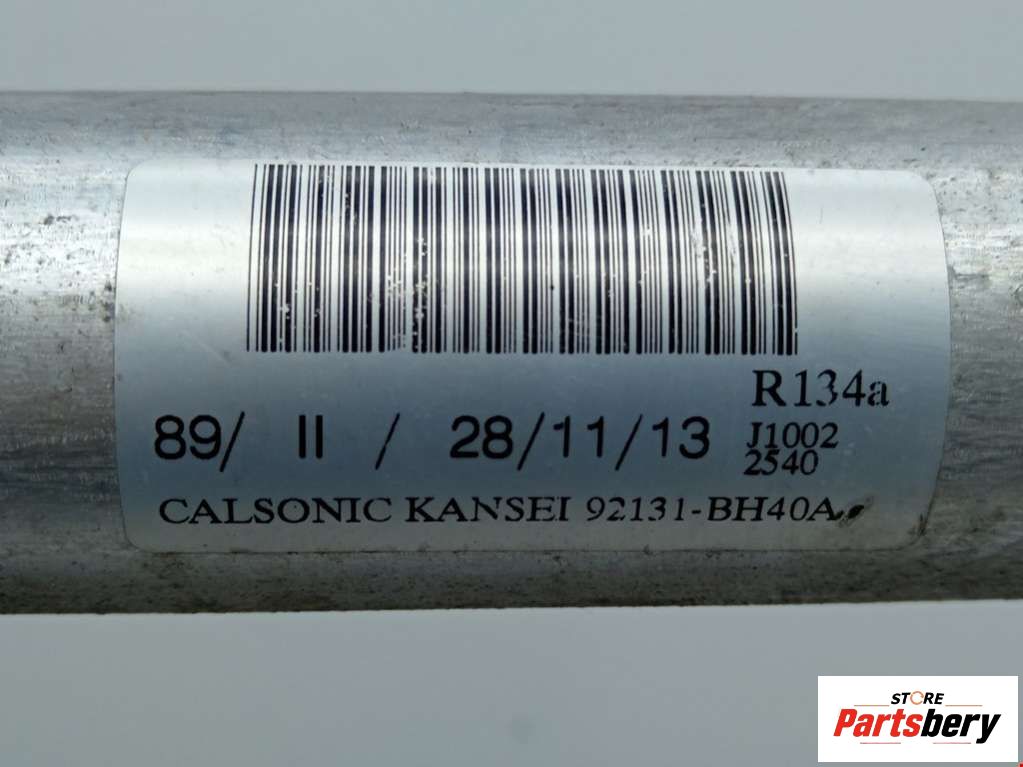 R134a
89/ II / 28/11/13
J1002
2540
CALSONIC KANSEI 92131-BH40A
STORE
Partsbery